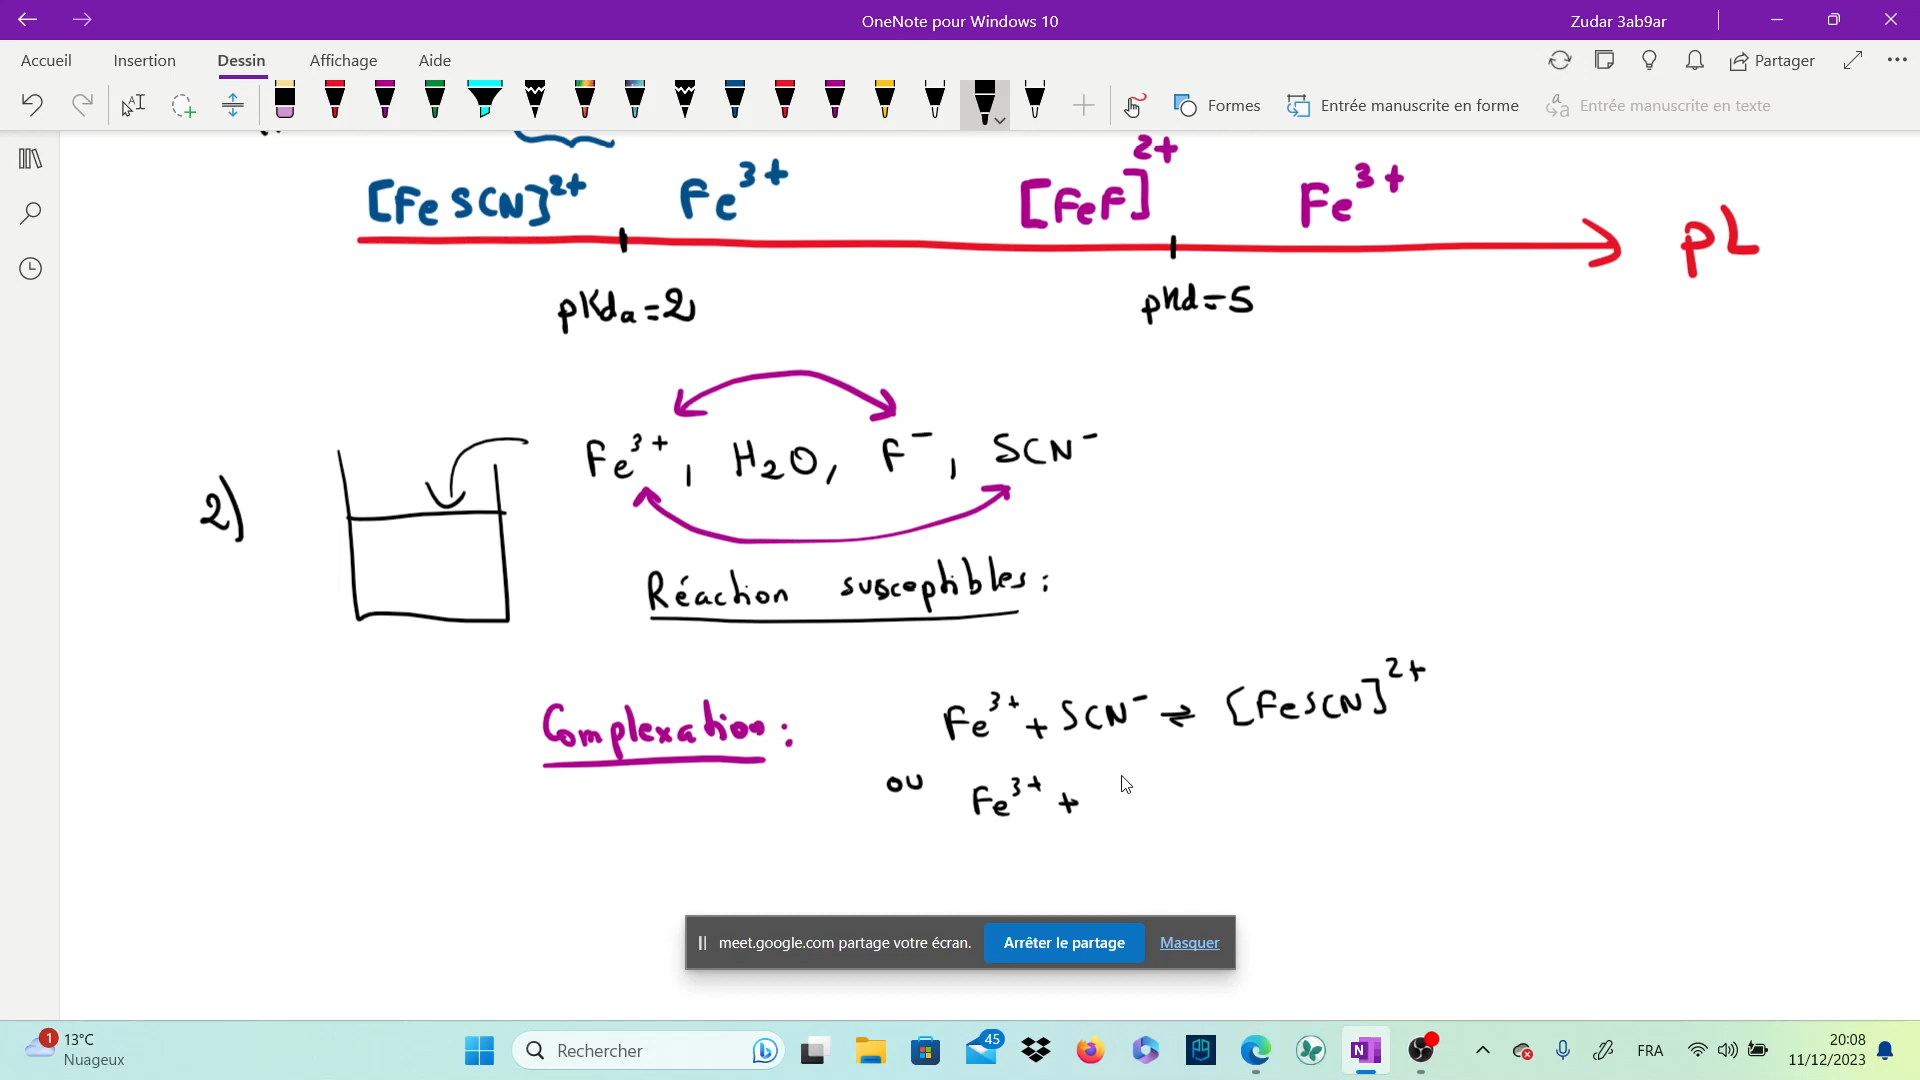 OneNote pour Windows 10
Zudar 3ab9ar
Accueil Insertion Dessin Affichage Aide
Partager
Formes Entrée manuscrite en forme Entrée manuscrite en texte
[FeSCN]²⁺ Fe³⁺ [FeF]²⁺ Fe³⁺
pL
pKdₐ=2 pKd=5
2) Fe³⁺, H₂O, F⁻, SCN⁻
Réaction susceptibles :
Complexation : Fe³⁺ + SCN⁻ ⇌ [FeSCN]²⁺
ou Fe³⁺ +
meet.google.com partage votre écran. Arrêter le partage Masquer
1 13°C
Nuageux
Rechercher
45
FRA
20:08
11/12/2023